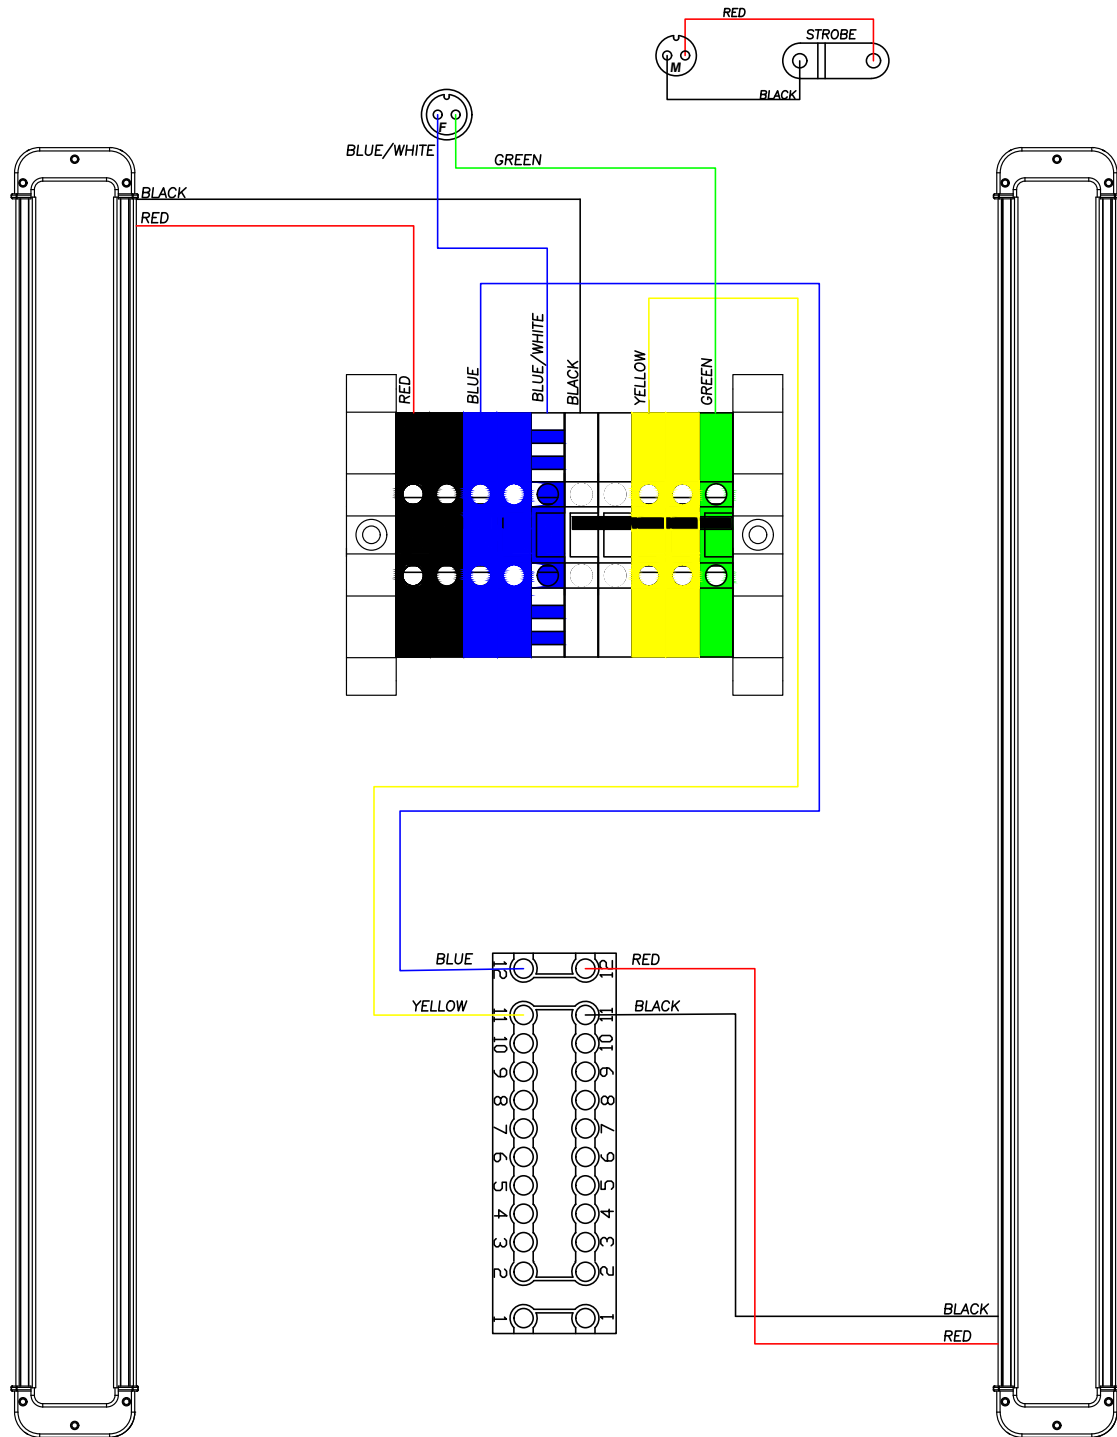 RED
STROBE
M
BLACK
F
BLUE/WHITE
GREEN
BLACK
RED
RED
BLUE
BLUE/WHITE
BLACK
YELLOW
GREEN
BLUE
12
12
RED
YELLOW
11
11
BLACK
10
10
9
9
8
8
7
7
6
6
5
5
4
4
3
3
2
2
1
1
BLACK
RED